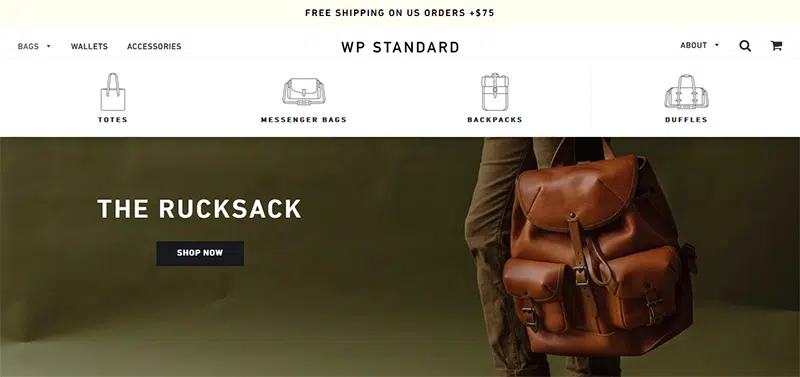 FREE SHIPPING ON US ORDERS +$75
BAGS WALLETS ACCESSORIES WP STANDARD ABOUT
TOTES MESSENGER BAGS BACKPACKS DUFFLES
THE RUCKSACK
SHOP NOW